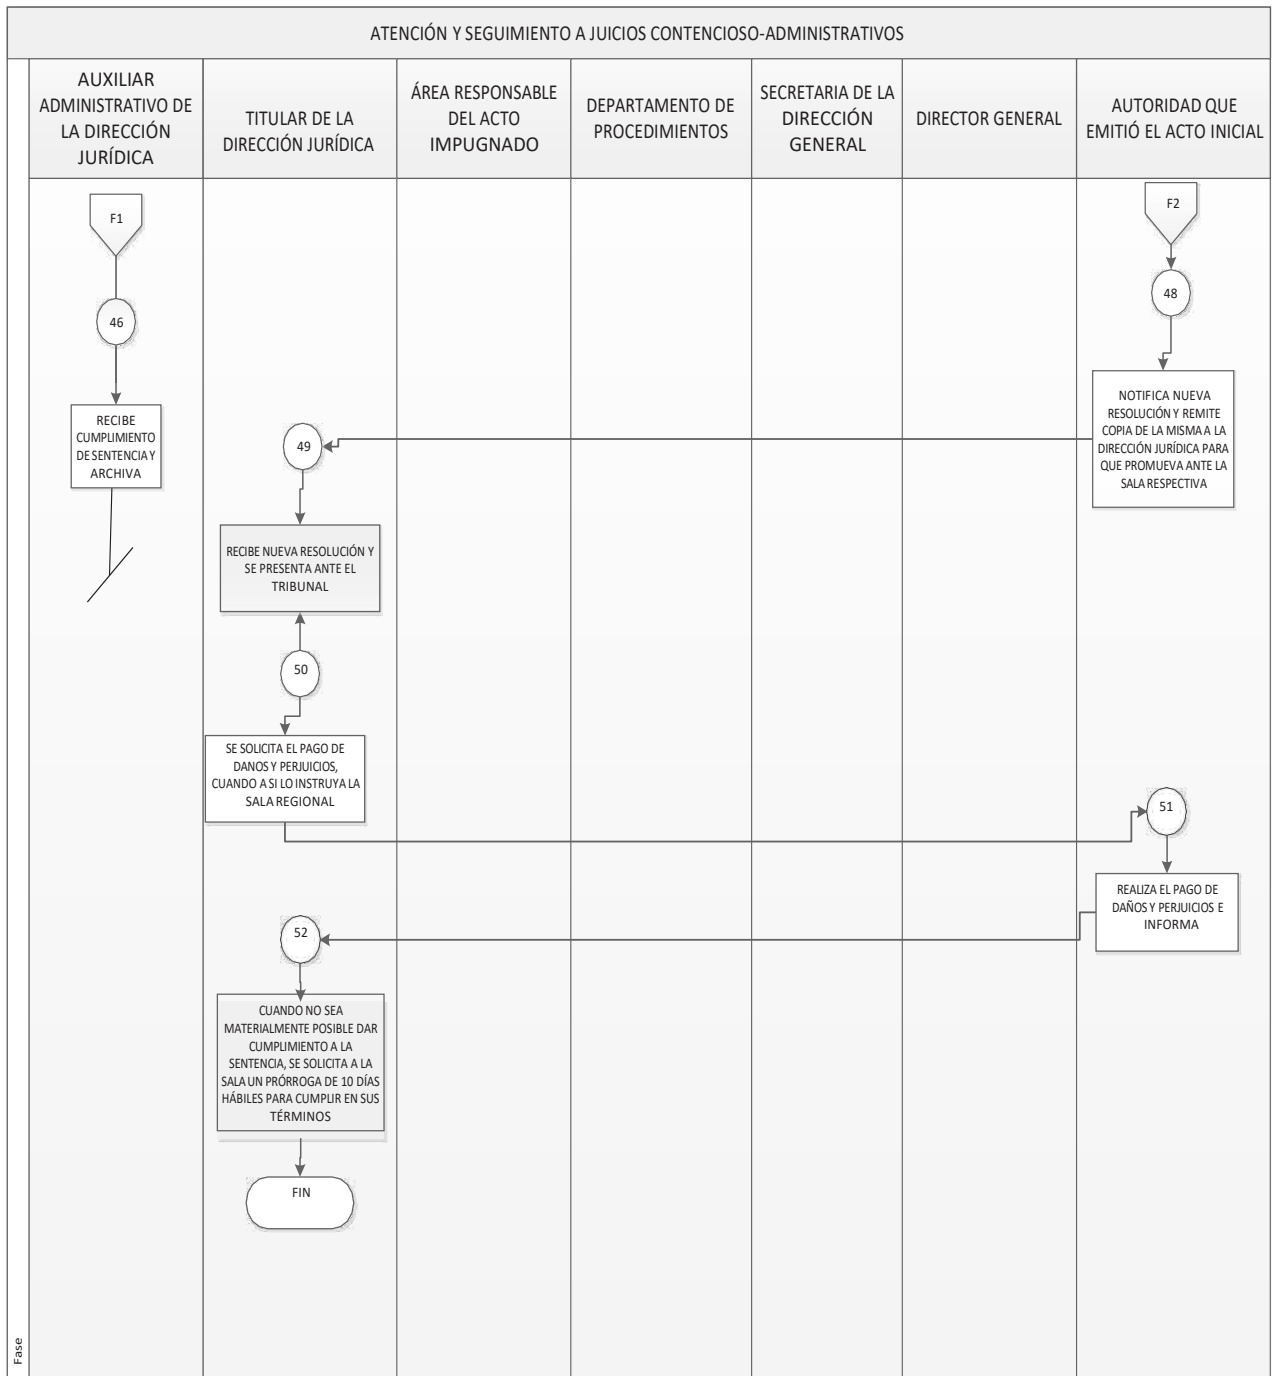 ATENCIÓN Y SEGUIMIENTO A JUICIOS CONTENCIOSO-ADMINISTRATIVOS
AUXILIAR
ADMINISTRATIVO DE
LA DIRECCIÓN
JURÍDICA
TITULAR DE LA
DIRECCIÓN JURÍDICA
ÁREA RESPONSABLE
DEL ACTO
IMPUGNADO
DEPARTAMENTO DE
PROCEDIMIENTOS
SECRETARIA DE LA
DIRECCIÓN
GENERAL
DIRECTOR GENERAL
AUTORIDAD QUE
EMITIÓ EL ACTO INICIAL
F1
F2
48
46
NOTIFICA NUEVA
RESOLUCIÓN Y REMITE
COPIA DE LA MISMA A LA
DIRECCIÓN JURÍDICA PARA
QUE PROMUEVA ANTE LA
SALA RESPECTIVA
RECIBE
CUMPLIMIENTO
DE SENTENCIA Y
ARCHIVA
49
RECIBE NUEVA RESOLUCIÓN Y
SE PRESENTA ANTE EL
TRIBUNAL
50
SE SOLICITA EL PAGO DE
DANOS Y PERJUICIOS,
CUANDO A SI LO INSTRUYA LA
SALA REGIONAL
51
REALIZA EL PAGO DE
DAÑOS Y PERJUICIOS E
INFORMA
52
CUANDO NO SEA
MATERIALMENTE POSIBLE DAR
CUMPLIMIENTO A LA
SENTENCIA, SE SOLICITA A LA
SALA UN PRÓRROGA DE 10 DÍAS
HÁBILES PARA CUMPLIR EN SUS
TÉRMINOS
FIN
Fase